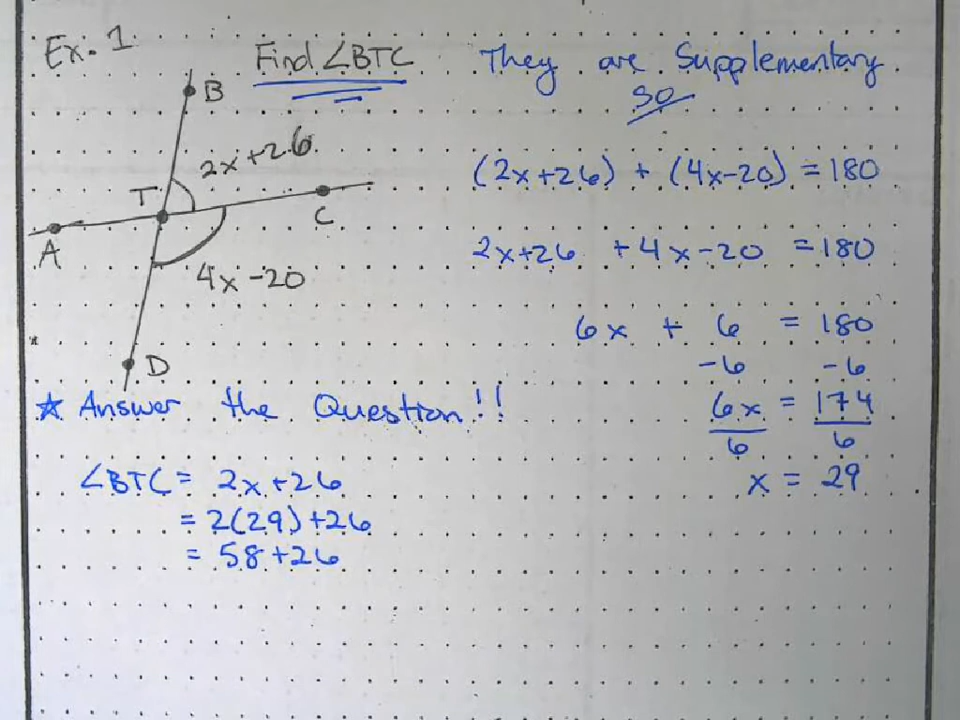 Ex. 1
Find ∠BTC
They are Supplementary
so
B
2x+26
T
C
A
4x-20
D
(2x+26) + (4x-20) = 180
2x+26 +4x-20 = 180
6x + 6 = 180
-6 -6
6x = 174
6 6
x = 29
☆ Answer the Question!!
∠BTC = 2x+26
= 2(29)+26
= 58+26